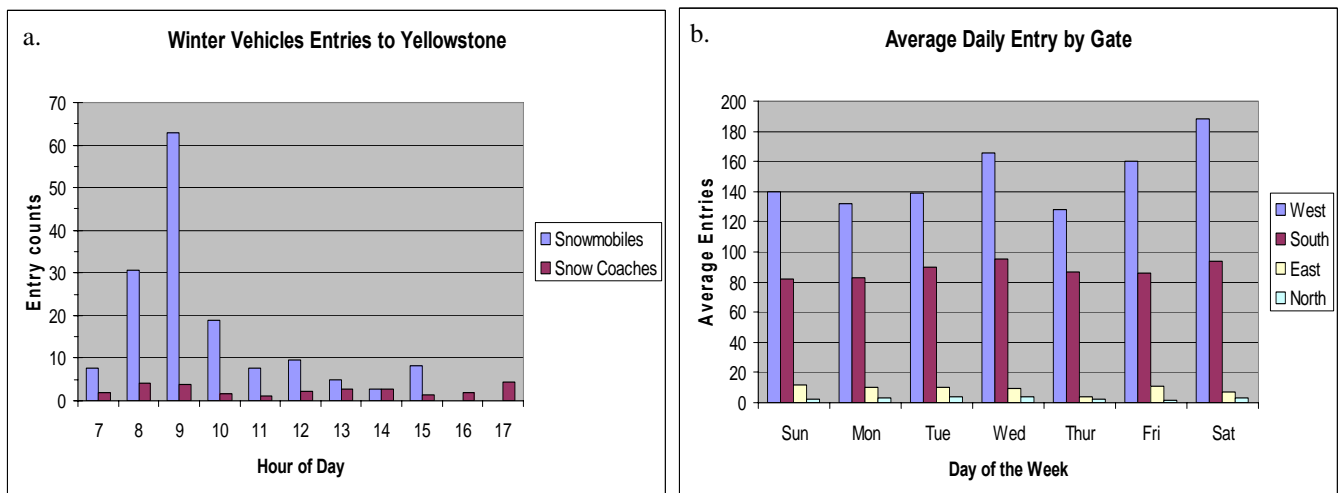 a.
Winter Vehicles Entries to Yellowstone
Entry counts
70
60
50
40
30
20
10
0
7 8 9 10 11 12 13 14 15 16 17
Hour of Day
Snowmobiles
Snow Coaches
b.
Average Daily Entry by Gate
Average Entries
200
180
160
140
120
100
80
60
40
20
0
Sun Mon Tue Wed Thur Fri Sat
Day of the Week
West
South
East
North